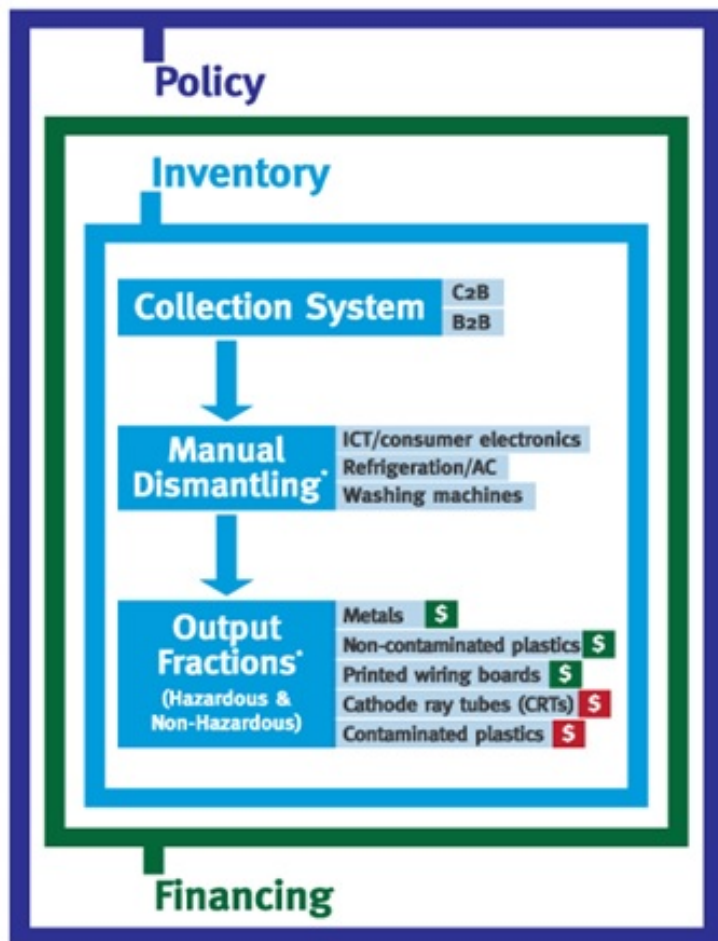 Policy
Inventory
Collection System
C2B
B2B
Manual
Dismantling*
ICT/consumer electronics
Refrigeration/AC
Washing machines
Output
Fractions*
(Hazardous &
Non-Hazardous)
Metals $
Non-contaminated plastics $
Printed wiring boards $
Cathode ray tubes (CRTs) $
Contaminated plastics $
Financing